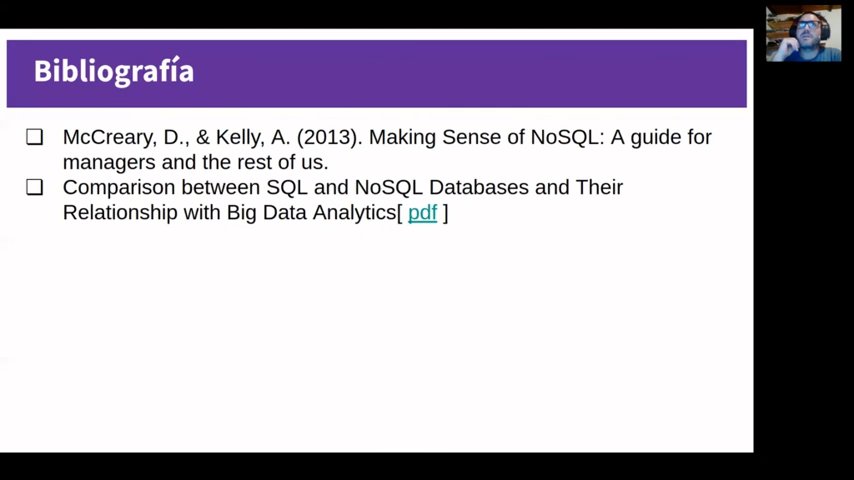 Bibliografía
❏ McCreary, D., & Kelly, A. (2013). Making Sense of NoSQL: A guide for
managers and the rest of us.
❏ Comparison between SQL and NoSQL Databases and Their
Relationship with Big Data Analytics[ pdf ]